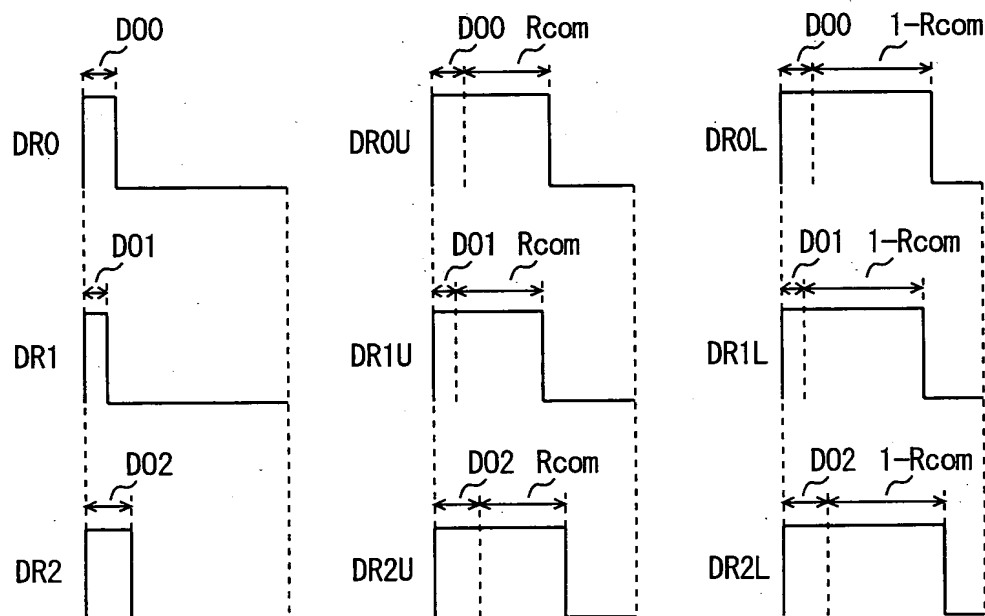 D00
D00 Rcom
D00 1-Rcom
DR0
DR0U
DR0L
D01
D01 Rcom
D01 1-Rcom
DR1
DR1U
DR1L
D02
D02 Rcom
D02 1-Rcom
DR2
DR2U
DR2L